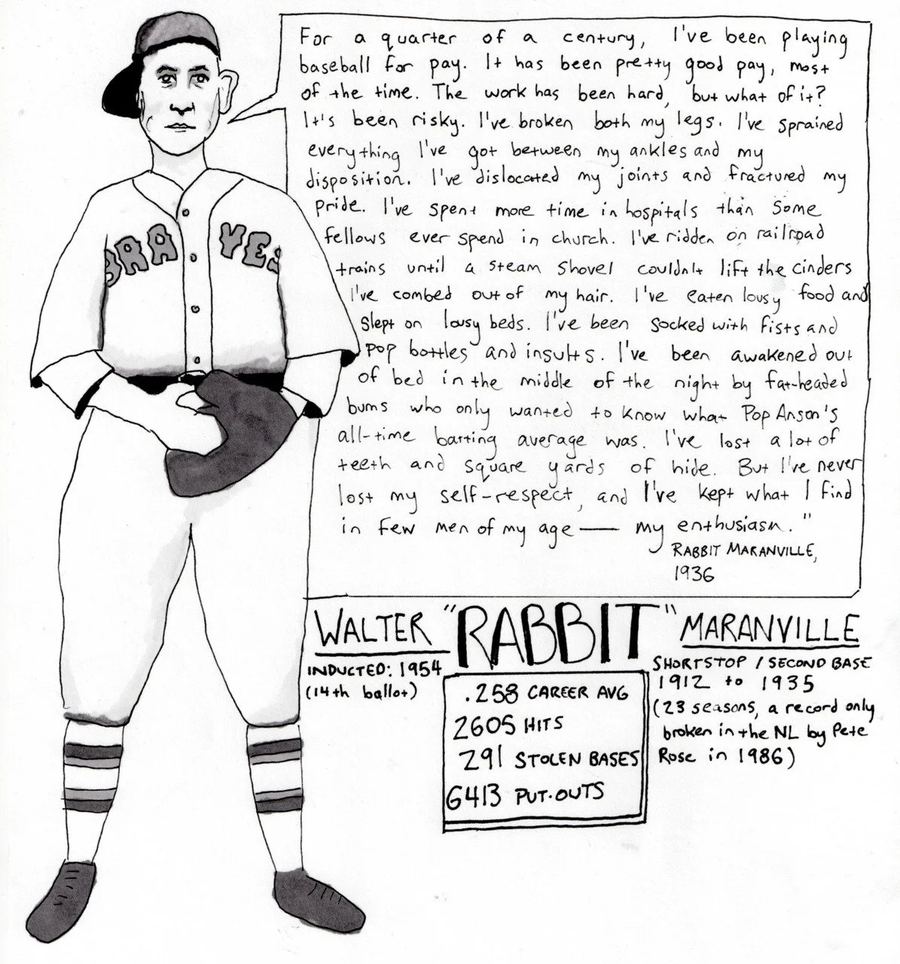 For a quarter of a century, I've been playing
baseball for pay. It has been pretty good pay, most
of the time. The work has been hard, but what of it?
It's been risky. I've broken both my legs. I've sprained
everything I've got between my ankles and my
disposition. I've dislocated my joints and fractured my
pride. I've spent more time in hospitals than some
fellows ever spend in church. I've ridden on railroad
trains until a steam shovel couldn't lift the cinders
I've combed out of my hair. I've eaten lousy food and
slept on lousy beds. I've been socked with fists and
pop bottles and insults. I've been awakened out
of bed in the middle of the night by fat-headed
bums who only wanted to know what Pop Anson's
all-time batting average was. I've lost a lot of
teeth and square yards of hide. But I've never
lost my self-respect, and I've kept what I find
in few men of my age — my enthusiasm."
RABBIT MARANVILLE,
1936
BRAVES
WALTER "RABBIT" MARANVILLE
INDUCTED: 1954
(14th ballot)
.258 CAREER AVG
2605 HITS
291 STOLEN BASES
6413 PUT-OUTS
SHORTSTOP / SECOND BASE
1912 to 1935
(23 seasons, a record only
broken in the NL by Pete
Rose in 1986)